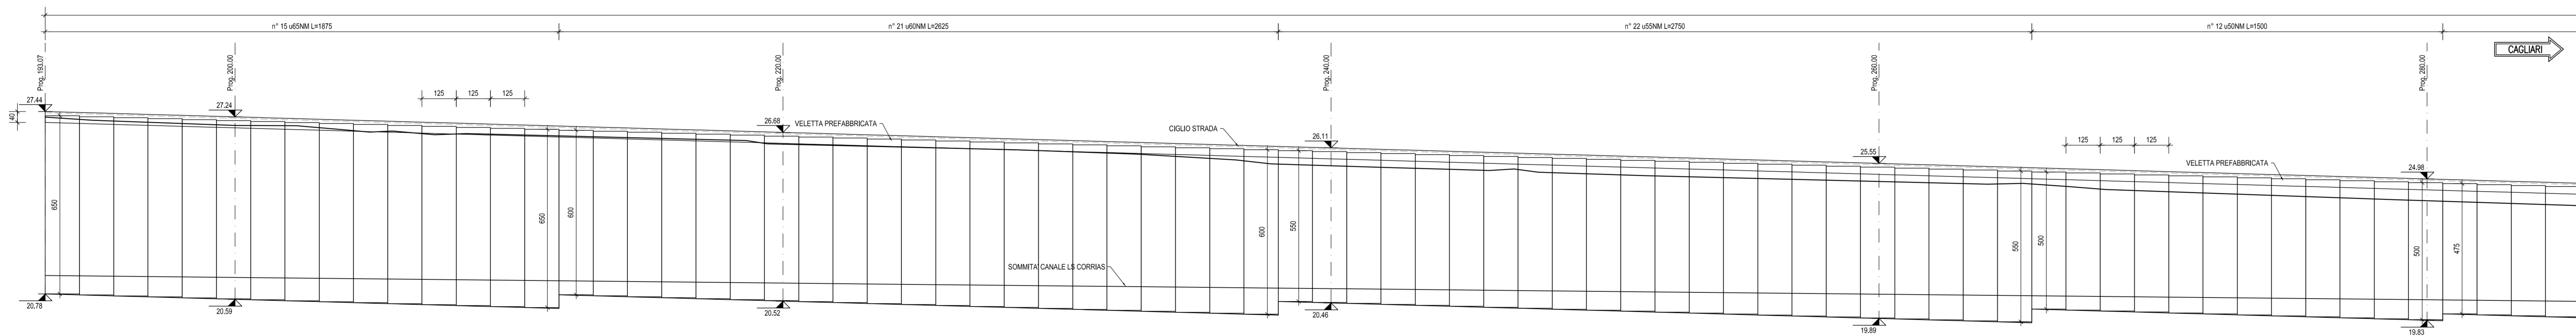 n° 15 u65NM L=1875
n° 21 u60NM L=2625
n° 22 u55NM L=2750
n° 12 u50NM L=1500
CAGLIARI
Prog. 193.07
Prog. 200.00
Prog. 220.00
Prog. 240.00
Prog. 260.00
Prog. 280.00
27.44
27.24
26.68
26.11
25.55
24.98
40
125
125
125
VELETTA PREFABBRICATA
CIGLIO STRADA
125
125
125
VELETTA PREFABBRICATA
650
650
600
600
550
550
500
500
475
SOMMITA' CANALE LS CORRIAS
20.78
20.59
20.52
20.46
19.89
19.83